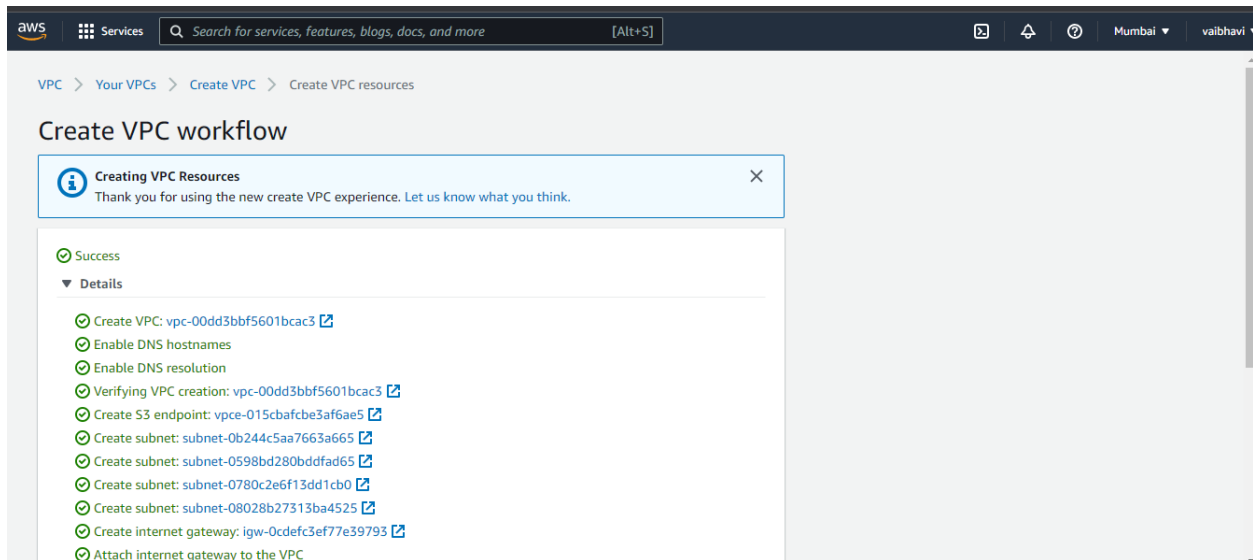 aws Services Search for services, features, blogs, docs, and more [Alt+S] Mumbai vaibhavi
VPC > Your VPCs > Create VPC > Create VPC resources
Create VPC workflow
Creating VPC Resources
Thank you for using the new create VPC experience. Let us know what you think.
Success
Details
Create VPC: vpc-00dd3bbf5601bcac3
Enable DNS hostnames
Enable DNS resolution
Verifying VPC creation: vpc-00dd3bbf5601bcac3
Create S3 endpoint: vpce-015cbafcbe3af6ae5
Create subnet: subnet-0b244c5aa7663a665
Create subnet: subnet-0598bd280bddfad65
Create subnet: subnet-0780c2e6f13dd1cb0
Create subnet: subnet-08028b27313ba4525
Create internet gateway: igw-0cdefc3ef77e39793
Attach internet gateway to the VPC